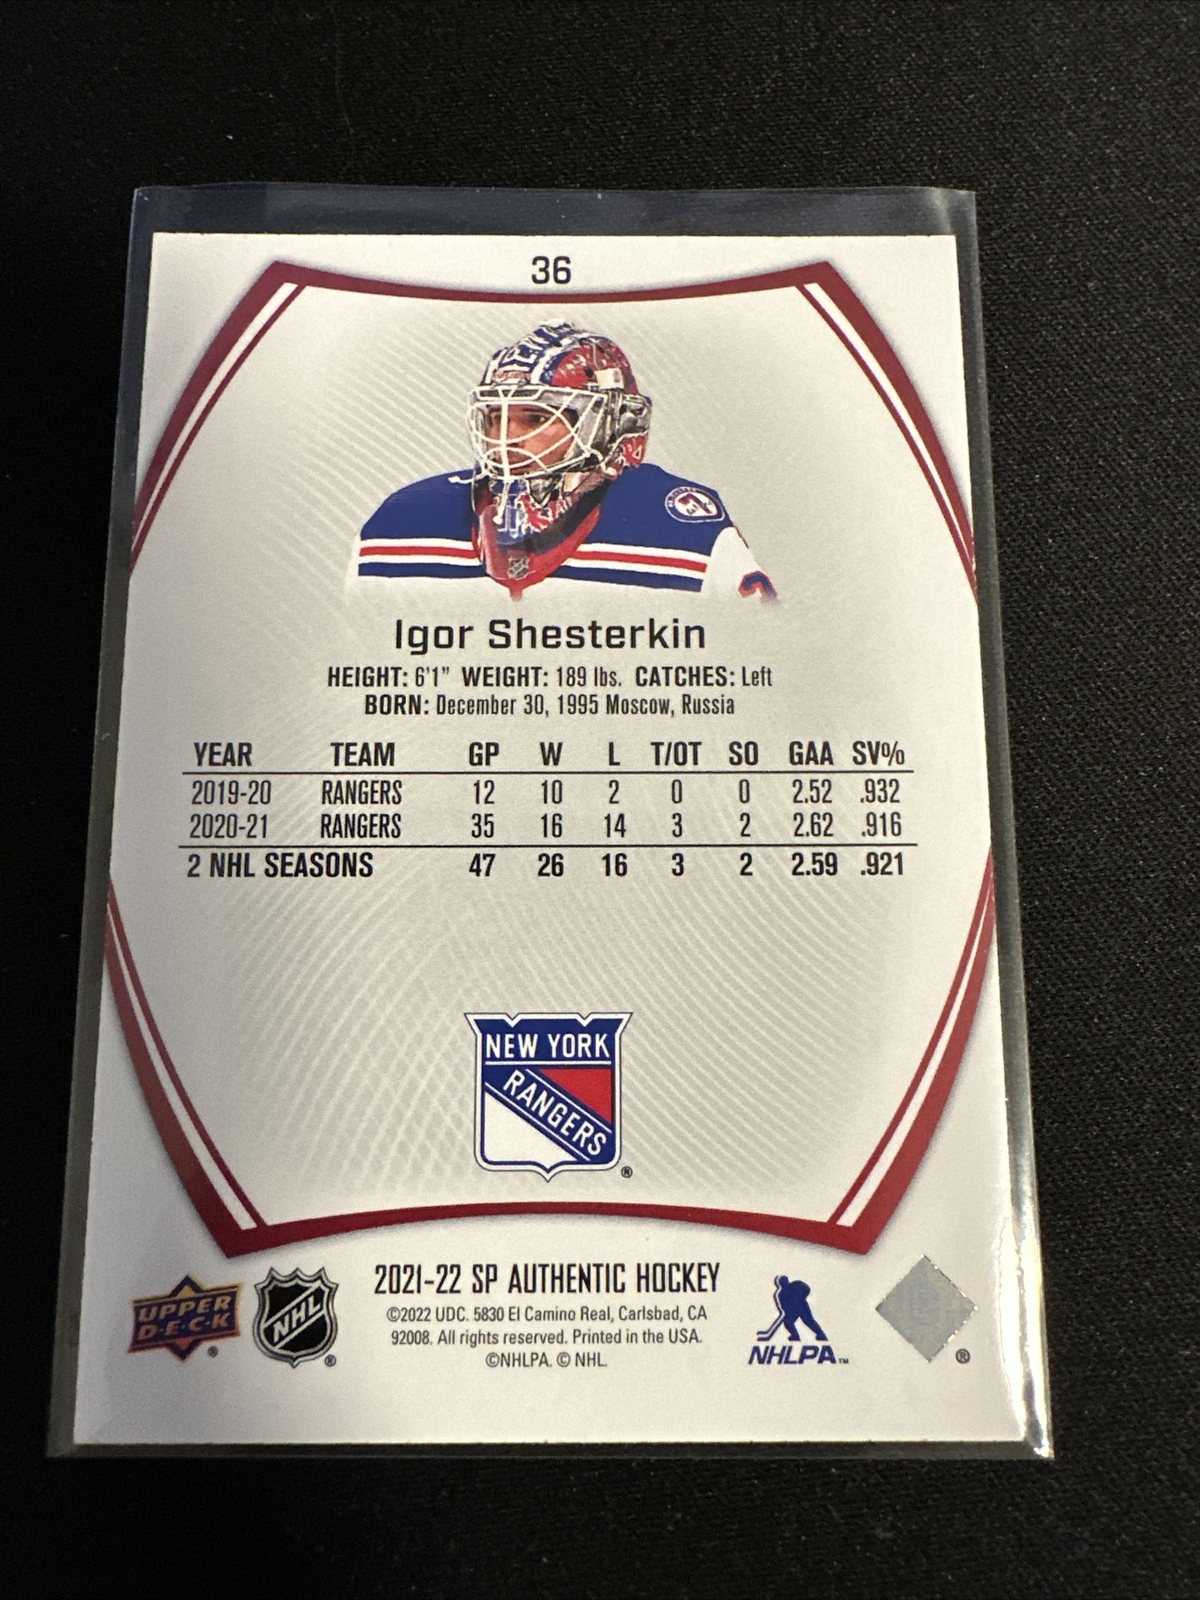 36
Igor Shesterkin
HEIGHT: 6'1" WEIGHT: 189 lbs. CATCHES: Left
BORN: December 30, 1995 Moscow, Russia
YEAR TEAM GP W L T/OT SO GAA SV%
2019-20 RANGERS 12 10 2 0 0 2.52 .932
2020-21 RANGERS 35 16 14 3 2 2.62 .916
2 NHL SEASONS 47 26 16 3 2 2.59 .921
NEW YORK
RANGERS
®
UPPER
D·E·C·K
®
NHL
®
2021-22 SP AUTHENTIC HOCKEY
©2022 UDC. 5830 El Camino Real, Carlsbad, CA
92008. All rights reserved. Printed in the USA.
©NHLPA. © NHL.
NHLPA™
®